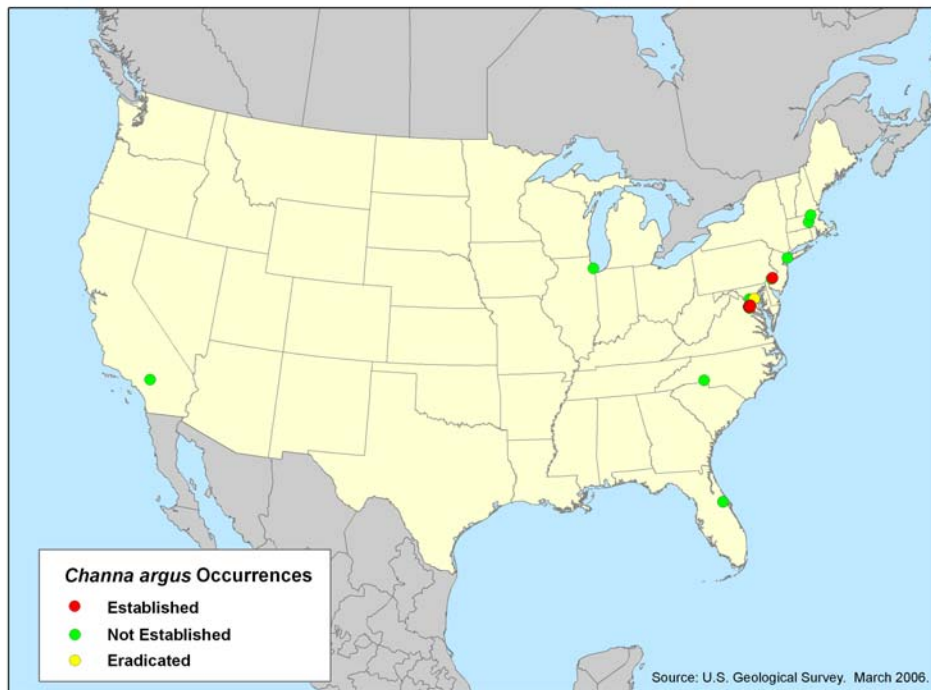 Channa argus Occurrences
Established
Not Established
Eradicated
Source: U.S. Geological Survey. March 2006.